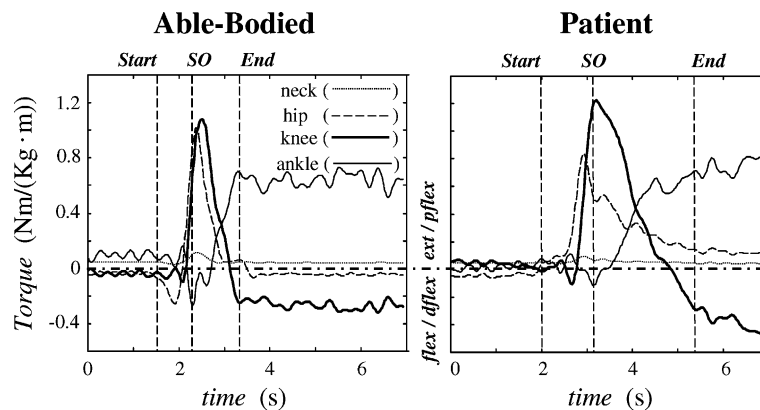 Able-Bodied
Patient
Start SO End
Start SO End
neck ( )
hip ( )
knee ( )
ankle ( )
1.2
0.8
0.4
0
-0.4
Torque (Nm/(Kg · m))
flex / dflex ext / pflex
0 2 4 6
0 2 4 6
time (s)
time (s)